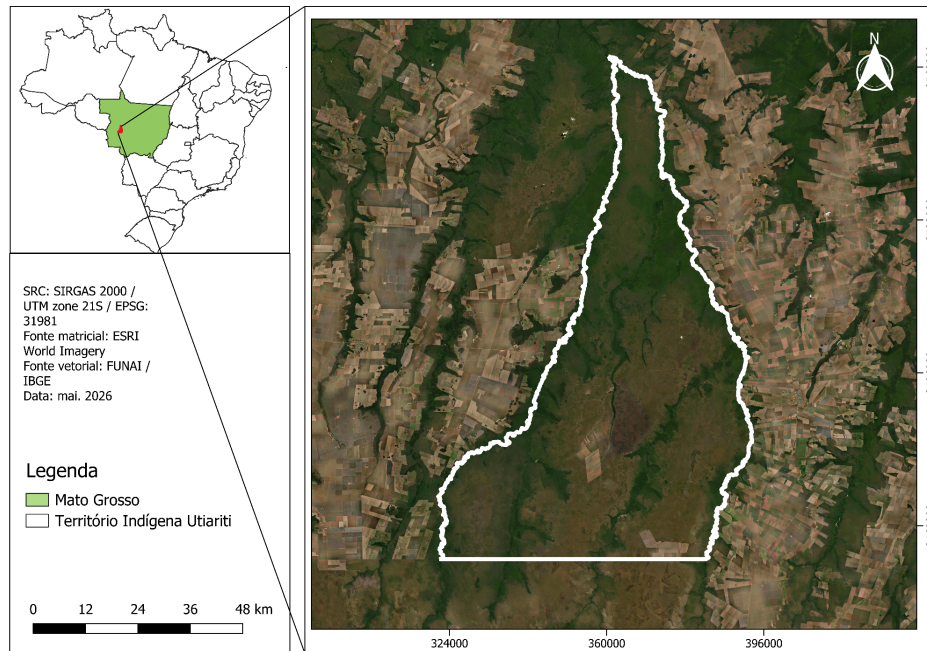 N
SRC: SIRGAS 2000 /
UTM zone 21S / EPSG:
31981
Fonte matricial: ESRI
World Imagery
Fonte vetorial: FUNAI /
IBGE
Data: mai. 2026
Legenda
Mato Grosso
Território Indígena Utiariti
0 12 24 36 48 km
324000 360000 396000